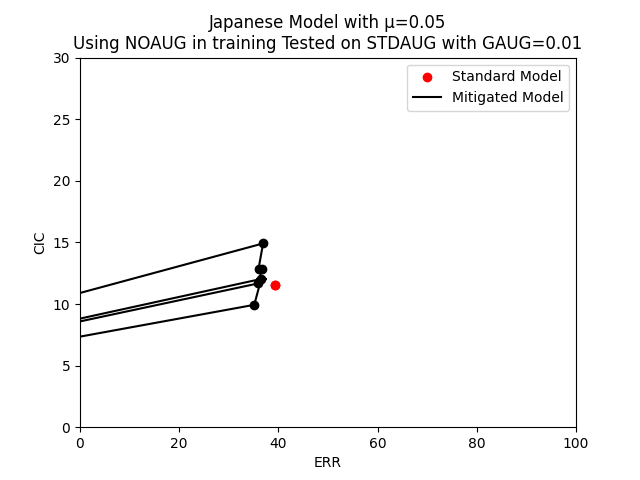 Japanese Model with μ=0.05
Using NOAUG in training Tested on STDAUG with GAUG=0.01
Standard Model
Mitigated Model
30
25
20
15
10
5
0
CIC
0 20 40 60 80 100
ERR